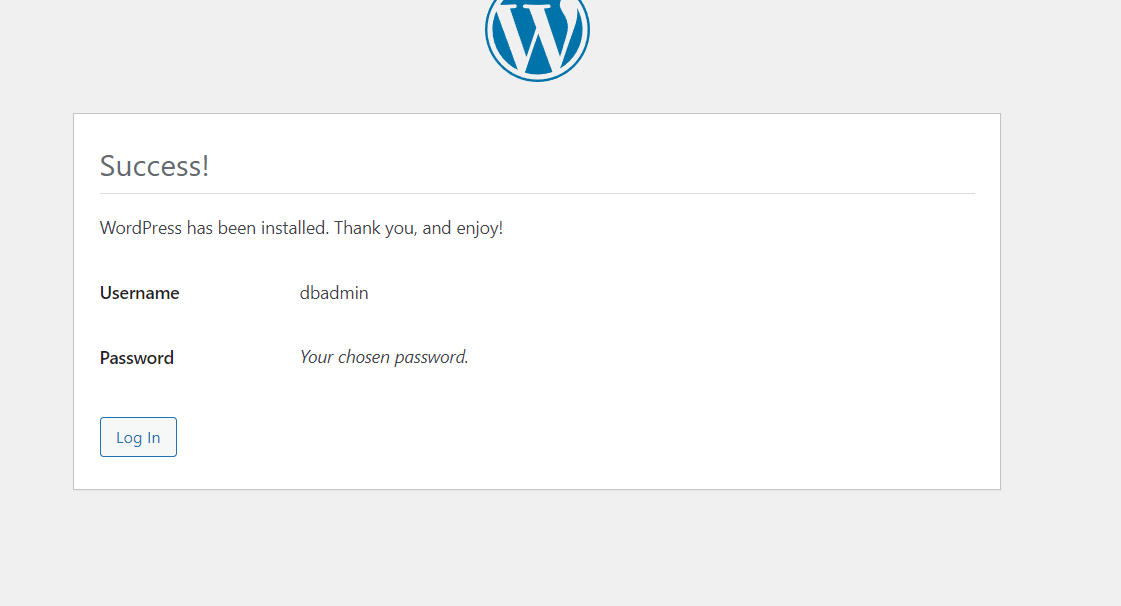 Success!
WordPress has been installed. Thank you, and enjoy!
Username dbadmin
Password Your chosen password.
Log In